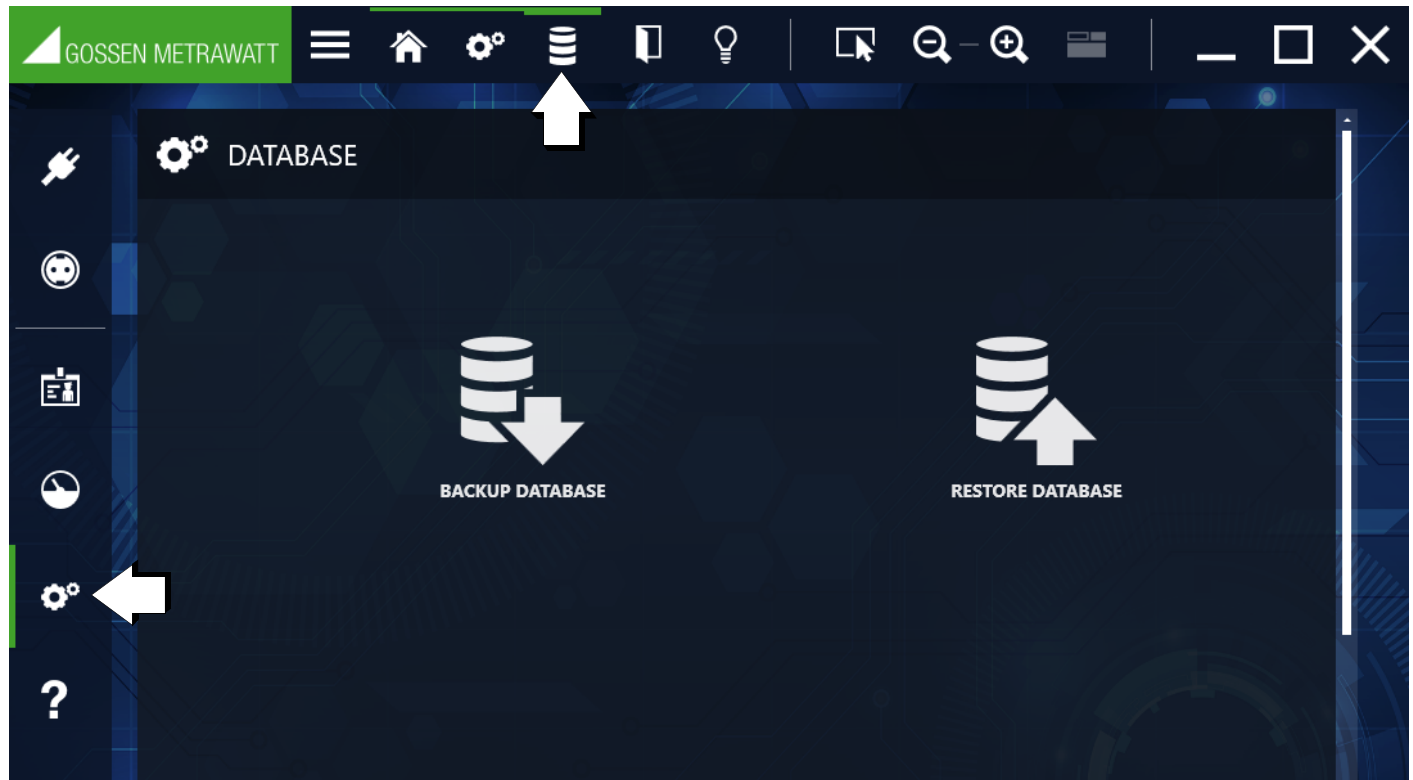 GOSSEN METRAWATT
DATABASE
BACKUP DATABASE
RESTORE DATABASE
?